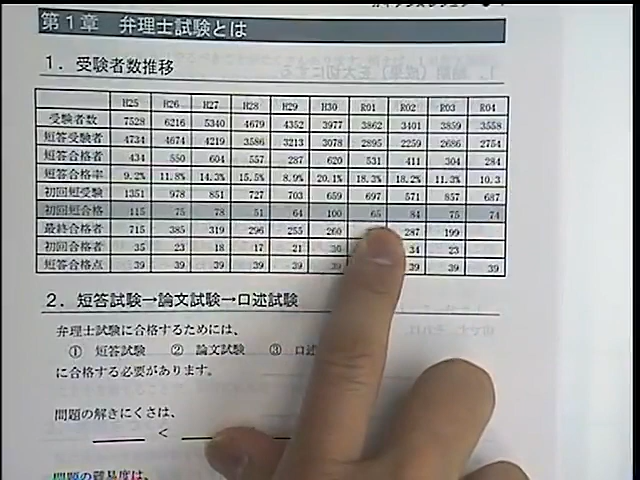 第1章 弁理士試験とは
1．受験者数推移
H25 H26 H27 H28 H29 H30 R01 R02 R03 R04
受験者数 7528 6216 5340 4679 4352 3977 3862 3401 3859 3558
短答受験者 4734 4674 4219 3586 3213 3078 2895 2259 2686 2754
短答合格者 434 550 604 557 287 620 531 411 304 284
短答合格率 9.2% 11.8% 14.3% 15.5% 8.9% 20.1% 18.3% 18.2% 11.3% 10.3
初回短受験 1351 978 851 727 703 659 697 571 857 687
初回短合格 115 75 78 51 64 100 65 84 75 74
最終合格者 715 385 319 296 255 260 287 199
初回合格者 35 23 18 17 21 30 34 23
短答合格点 39 39 39 39 39 39 39 39 39
2．短答試験→論文試験→口述試験
弁理士試験に合格するためには、
① 短答試験 ② 論文試験 ③ 口述
に合格する必要があります。
問題の解きにくさは、
＜
問題の難易度は、